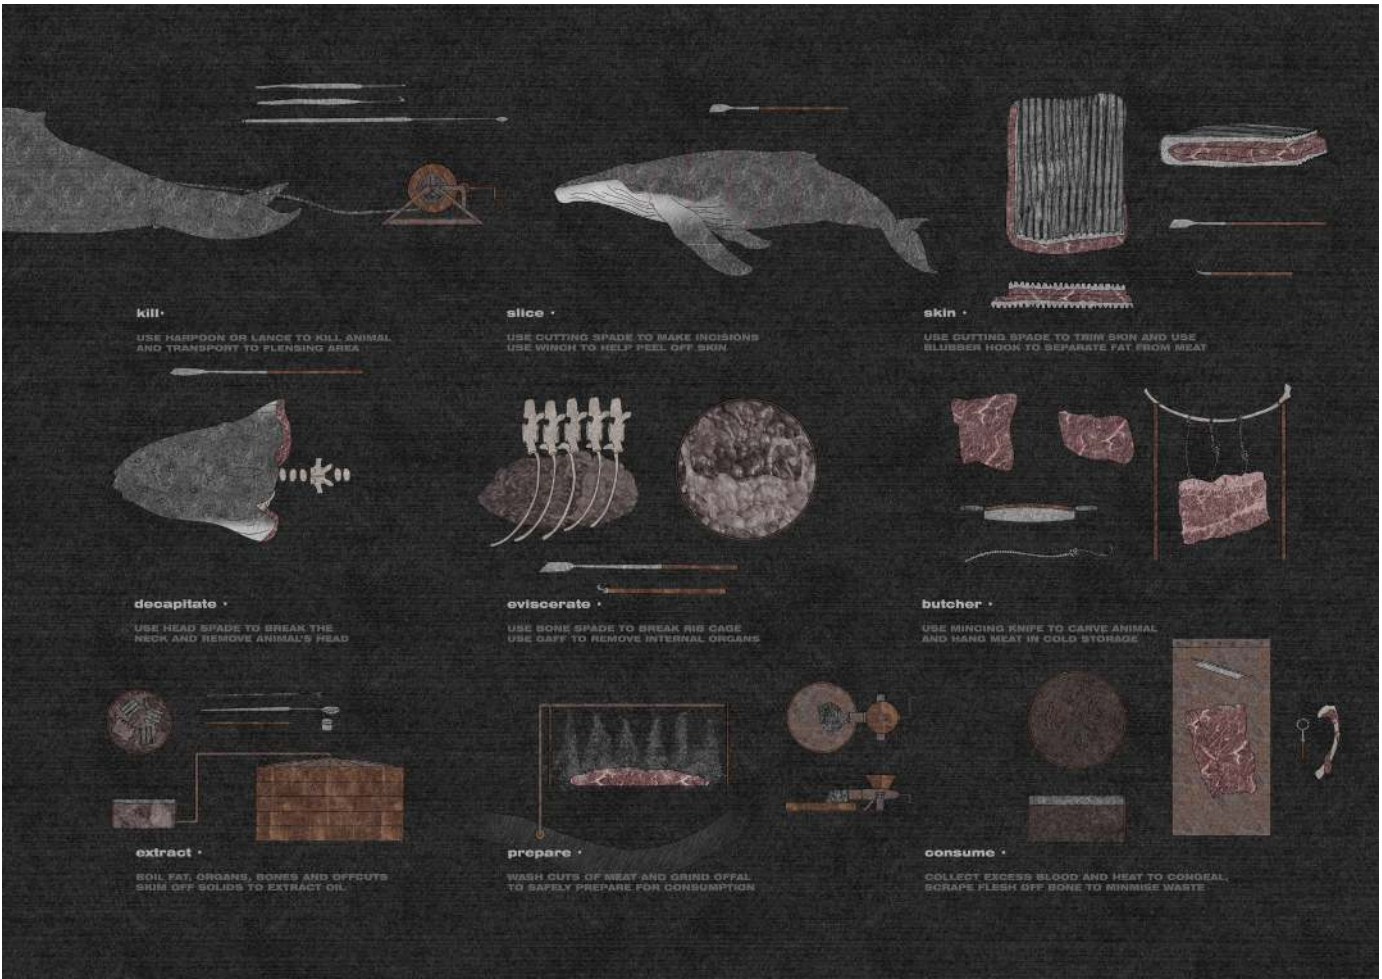 kill·
USE HARPOON OR LANCE TO KILL ANIMAL
AND TRANSPORT TO FLENSING AREA
slice ·
USE CUTTING SPADE TO MAKE INCISIONS
USE WINCH TO HELP PEEL OFF SKIN
skin ·
USE CUTTING SPADE TO TRIM SKIN AND USE
BLUBBER HOOK TO SEPARATE FAT FROM MEAT
decapitate ·
USE HEAD SPADE TO BREAK THE
NECK AND REMOVE ANIMAL'S HEAD
eviscerate ·
USE BONE SPADE TO BREAK RIB CAGE
USE GAFF TO REMOVE INTERNAL ORGANS
butcher ·
USE MINCING KNIFE TO CARVE ANIMAL
AND HANG MEAT IN COLD STORAGE
extract ·
BOIL FAT, ORGANS, BONES AND OFFCUTS
SKIM OFF SOLIDS TO EXTRACT OIL
prepare ·
WASH CUTS OF MEAT AND GRIND OFFAL
TO SAFELY PREPARE FOR CONSUMPTION
consume ·
COLLECT EXCESS BLOOD AND HEAT TO CONGEAL,
SCRAPE FLESH OFF BONE TO MINMISE WASTE